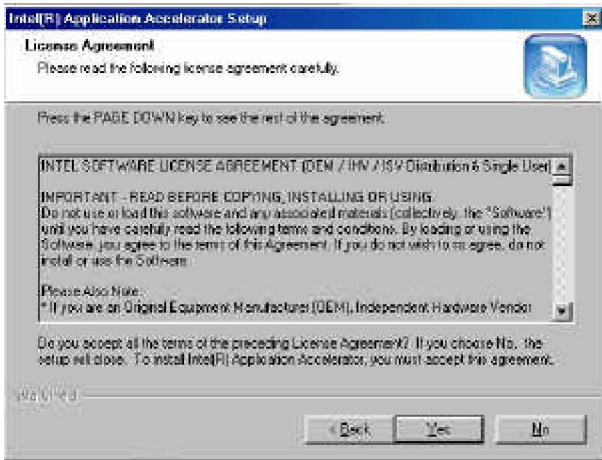 Intel(R) Application Accelerator Setup
License Agreement
Please read the following license agreement carefully.
Press the PAGE DOWN key to see the rest of the agreement.
INTEL SOFTWARE LICENSE AGREEMENT (OEM / IHV / ISV Distribution & Single User)
IMPORTANT - READ BEFORE COPYING, INSTALLING OR USING.
Do not use or load this software and any associated materials (collectively, the "Software")
until you have carefully read the following terms and conditions. By loading or using the
Software, you agree to the terms of this Agreement. If you do not wish to so agree, do not
install or use the Software.
Please Also Note:
* If you are an Original Equipment Manufacturer (OEM), Independent Hardware Vendor
Do you accept all the terms of the preceding License Agreement? If you choose No, the
setup will close. To install Intel(R) Application Accelerator, you must accept this agreement.
< Back
Yes
No